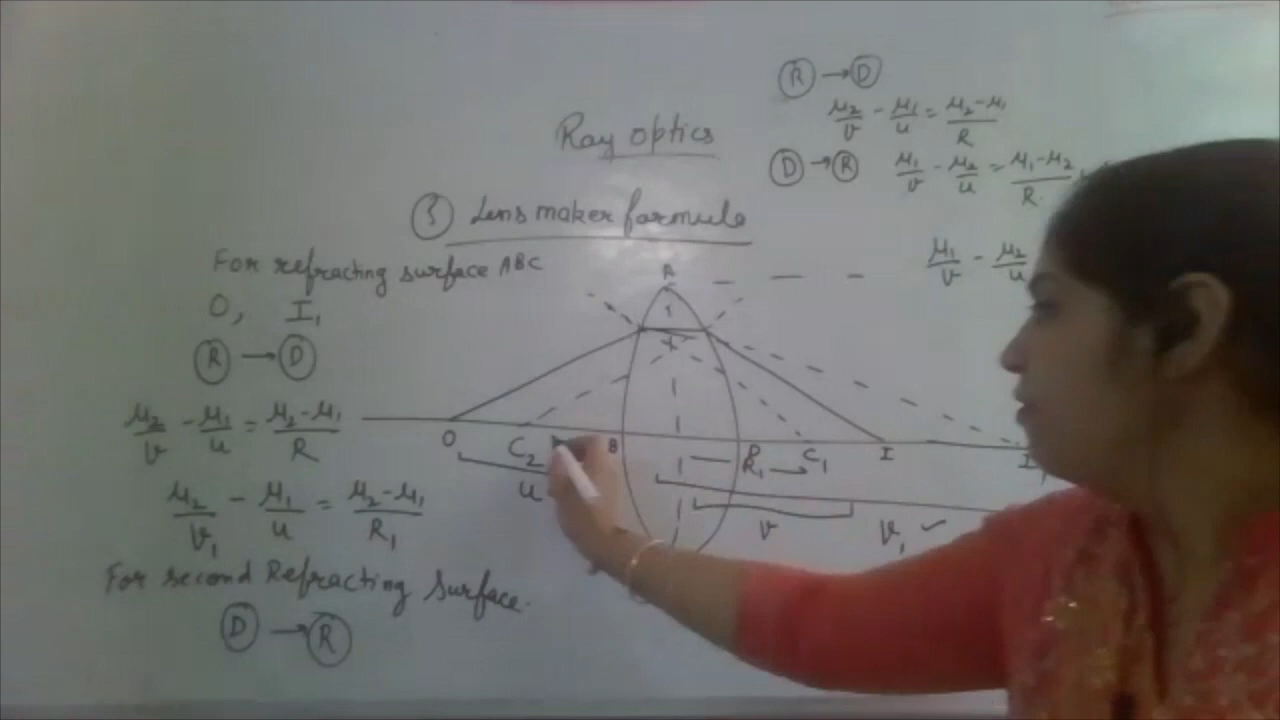 Ray optics
③ Lens maker formula
Ⓡ → Ⓓ
μ2/v - μ1/u = μ2-μ1/R
Ⓓ → Ⓡ μ1/v - μ2/u = μ1-μ2/R
μ1/v - μ2/u
For refracting surface ABC
O, I1
Ⓡ → Ⓓ
μ2/v - μ1/u = μ2-μ1/R
μ2/v1 - μ1/u = μ2-μ1/R1
For second Refracting Surface.
Ⓓ → Ⓡ
A
O C2 B D C1 I I
R1 →
u v v1 ✓